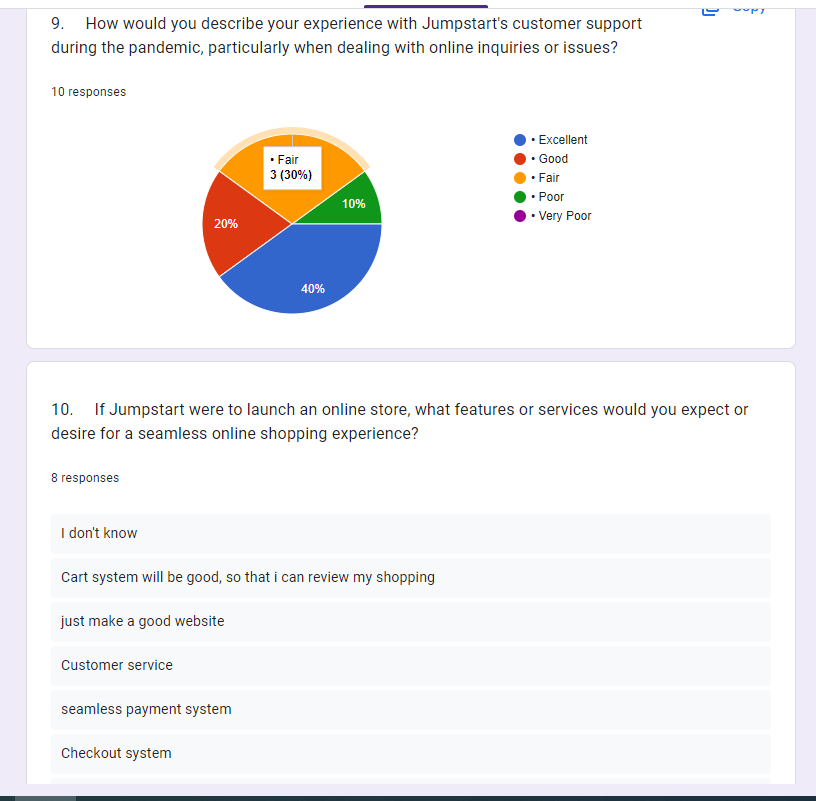 Copy
9. How would you describe your experience with Jumpstart's customer support
during the pandemic, particularly when dealing with online inquiries or issues?
10 responses
• Fair
3 (30%)
10%
20%
40%
• Excellent
• Good
• Fair
• Poor
• Very Poor
10. If Jumpstart were to launch an online store, what features or services would you expect or
desire for a seamless online shopping experience?
8 responses
I don't know
Cart system will be good, so that i can review my shopping
just make a good website
Customer service
seamless payment system
Checkout system